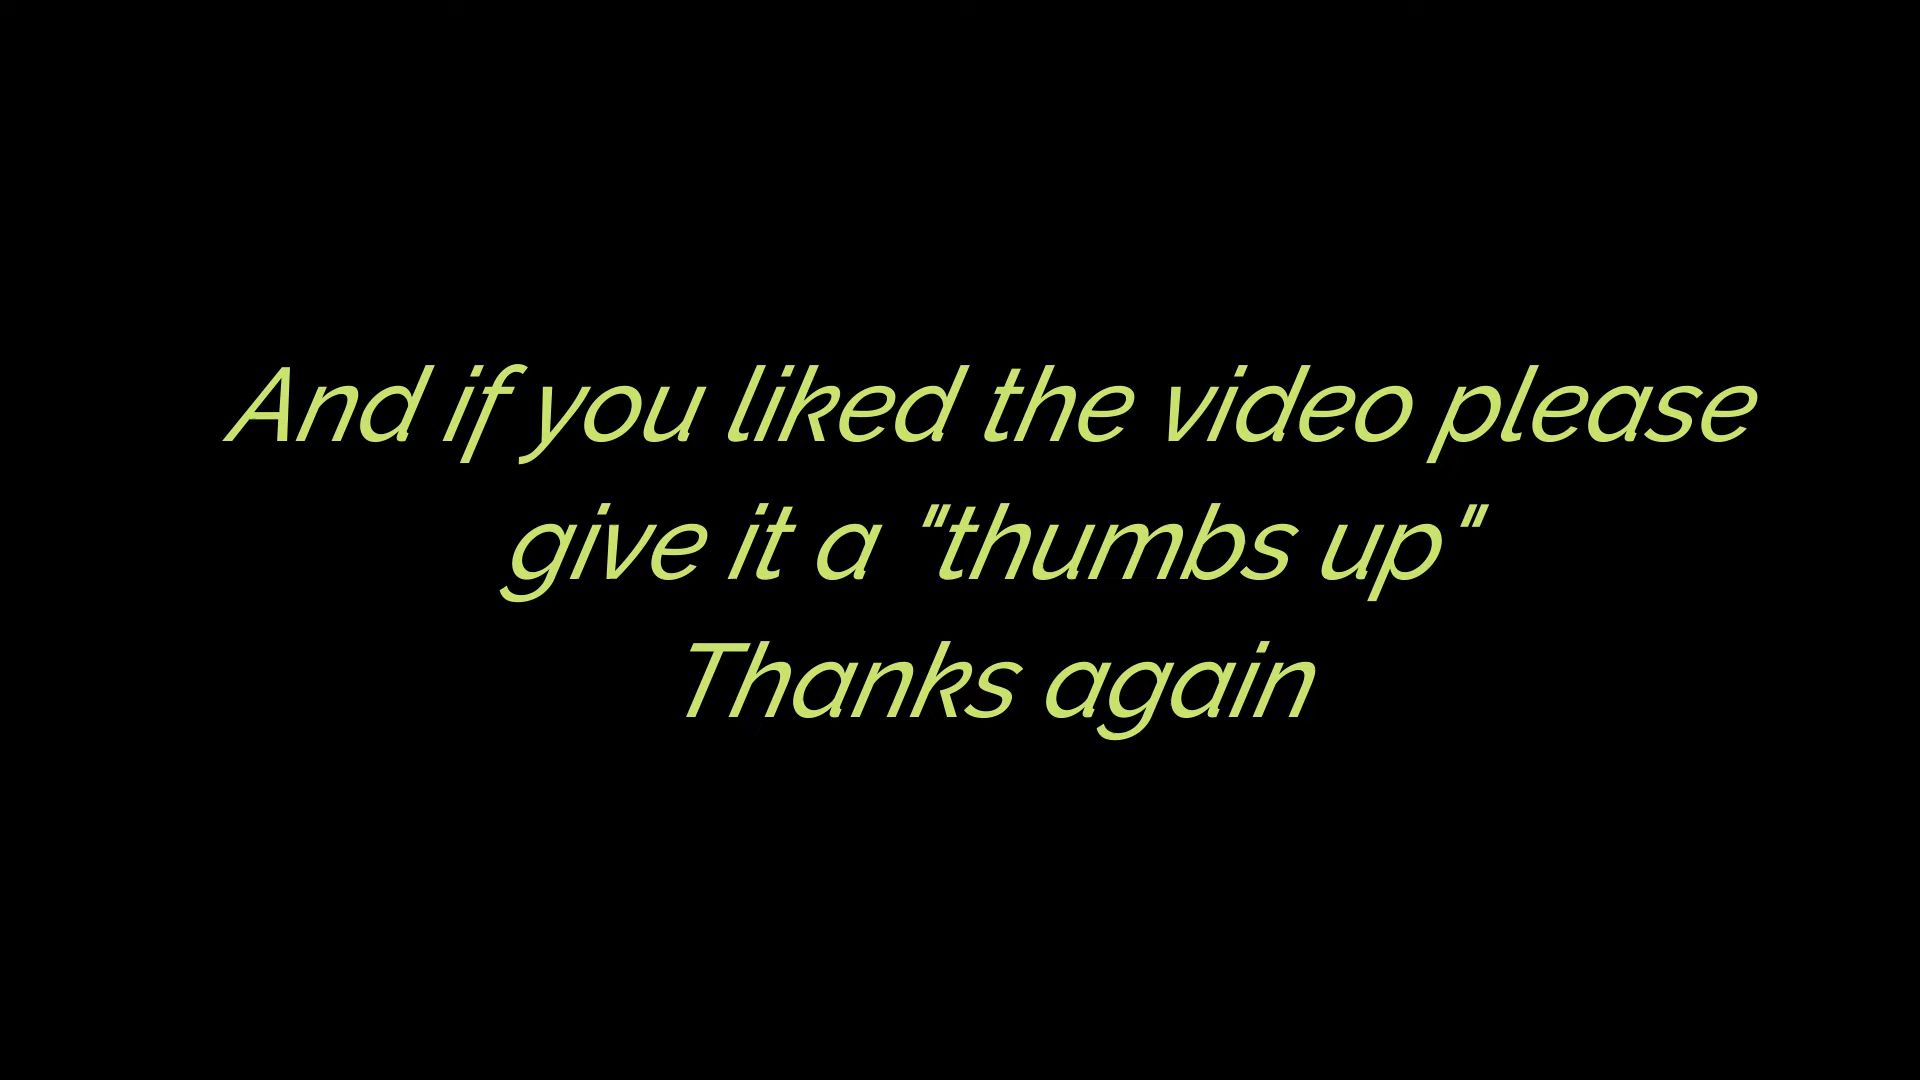 And if you liked the video please
give it a "thumbs up"
Thanks again